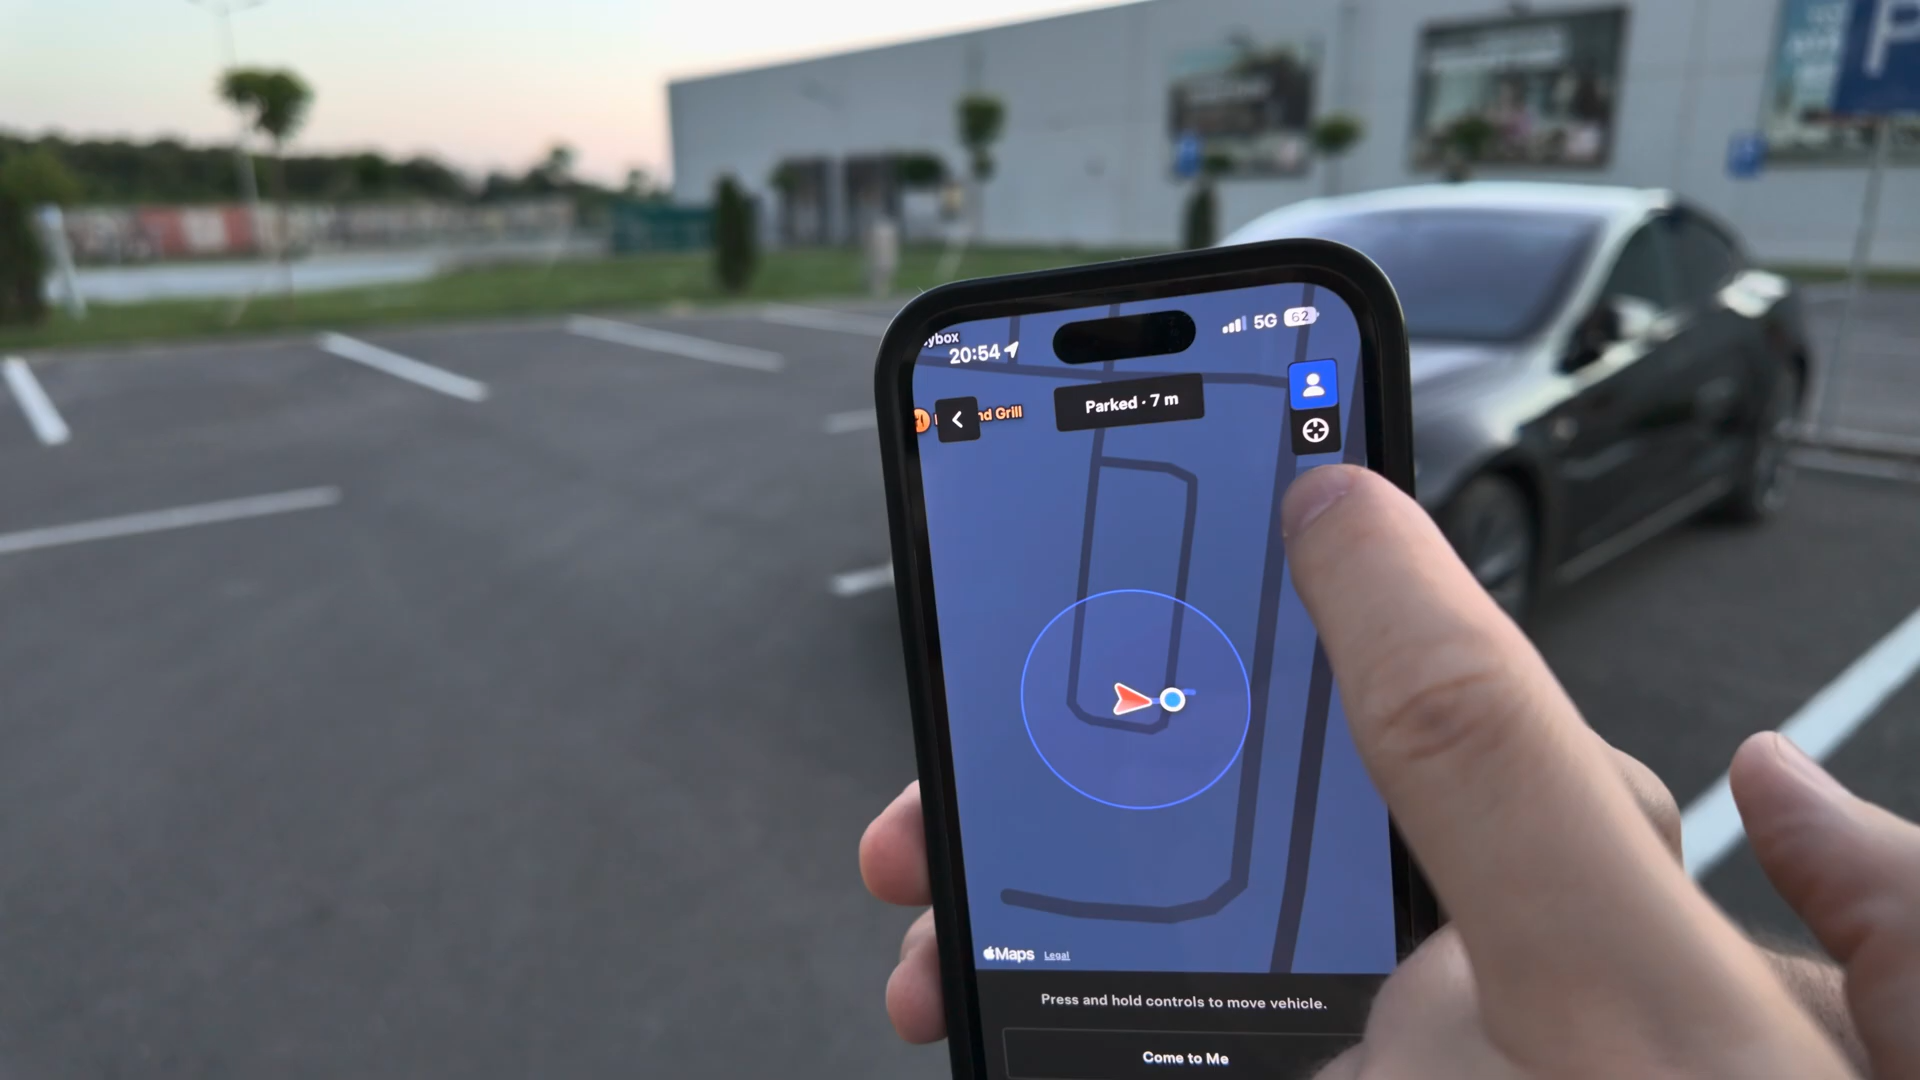 P
ybox
20:54
5G 62
Parked · 7 m
nd Grill
Maps Legal
Press and hold controls to move vehicle.
Come to Me